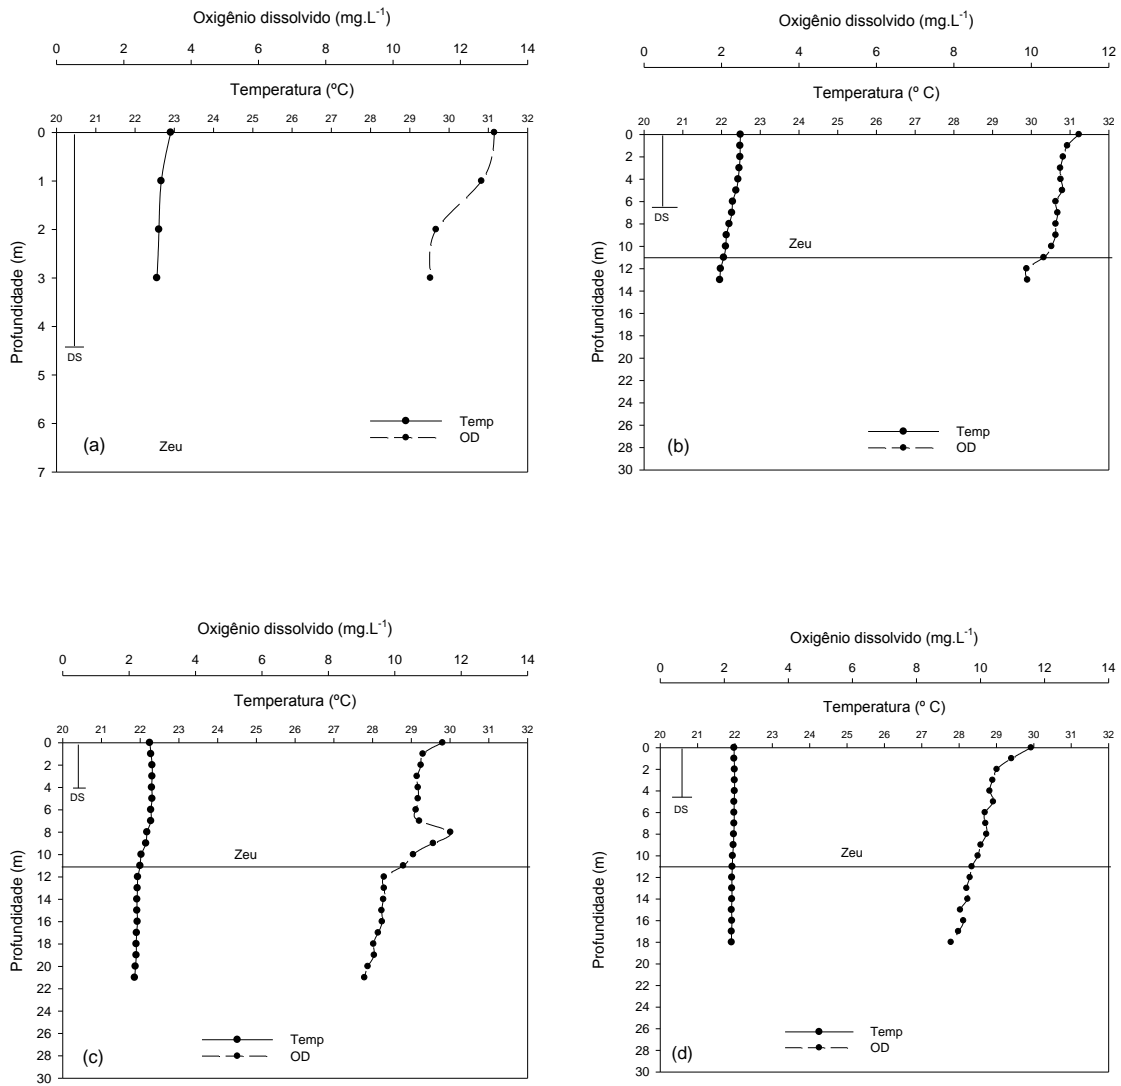 Oxigênio dissolvido (mg.L-1)
0 2 4 6 8 10 12 14
Temperatura (ºC)
20 21 22 23 24 25 26 27 28 29 30 31 32
0
1
2
3
4
5
6
7
Profundidade (m)
DS
Zeu
(a)
Temp
OD
Oxigênio dissolvido (mg.L-1)
0 2 4 6 8 10 12
Temperatura (º C)
20 21 22 23 24 25 26 27 28 29 30 31 32
0
2
4
6
8
10
12
14
16
18
20
22
24
26
28
30
Profundidade (m)
DS
Zeu
(b)
Temp
OD
Oxigênio dissolvido (mg.L-1)
0 2 4 6 8 10 12 14
Temperatura (ºC)
20 21 22 23 24 25 26 27 28 29 30 31 32
0
2
4
6
8
10
12
14
16
18
20
22
24
26
28
30
Profundidade (m)
DS
Zeu
(c)
Temp
OD
Oxigênio dissolvido (mg.L-1)
0 2 4 6 8 10 12 14
Temperatura (º C)
20 21 22 23 24 25 26 27 28 29 30 31 32
0
2
4
6
8
10
12
14
16
18
20
22
24
26
28
30
Profundidade (m)
DS
Zeu
(d)
Temp
OD